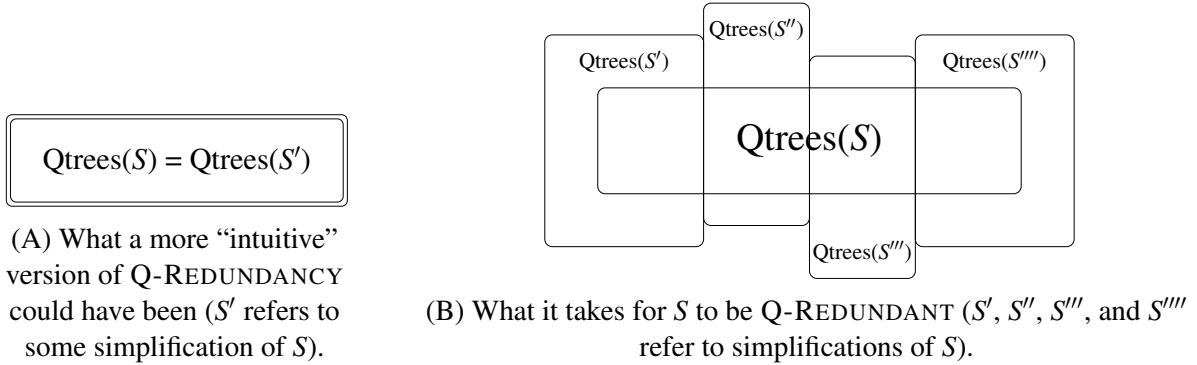 Qtrees(S) = Qtrees(S′)
(A) What a more “intuitive”
version of Q-REDUNDANCY
could have been (S′ refers to
some simplification of S).
Qtrees(S′)
Qtrees(S′′)
Qtrees(S′′′′)
Qtrees(S)
Qtrees(S′′′)
(B) What it takes for S to be Q-REDUNDANT (S′, S′′, S′′′, and S′′′′
refer to simplifications of S).